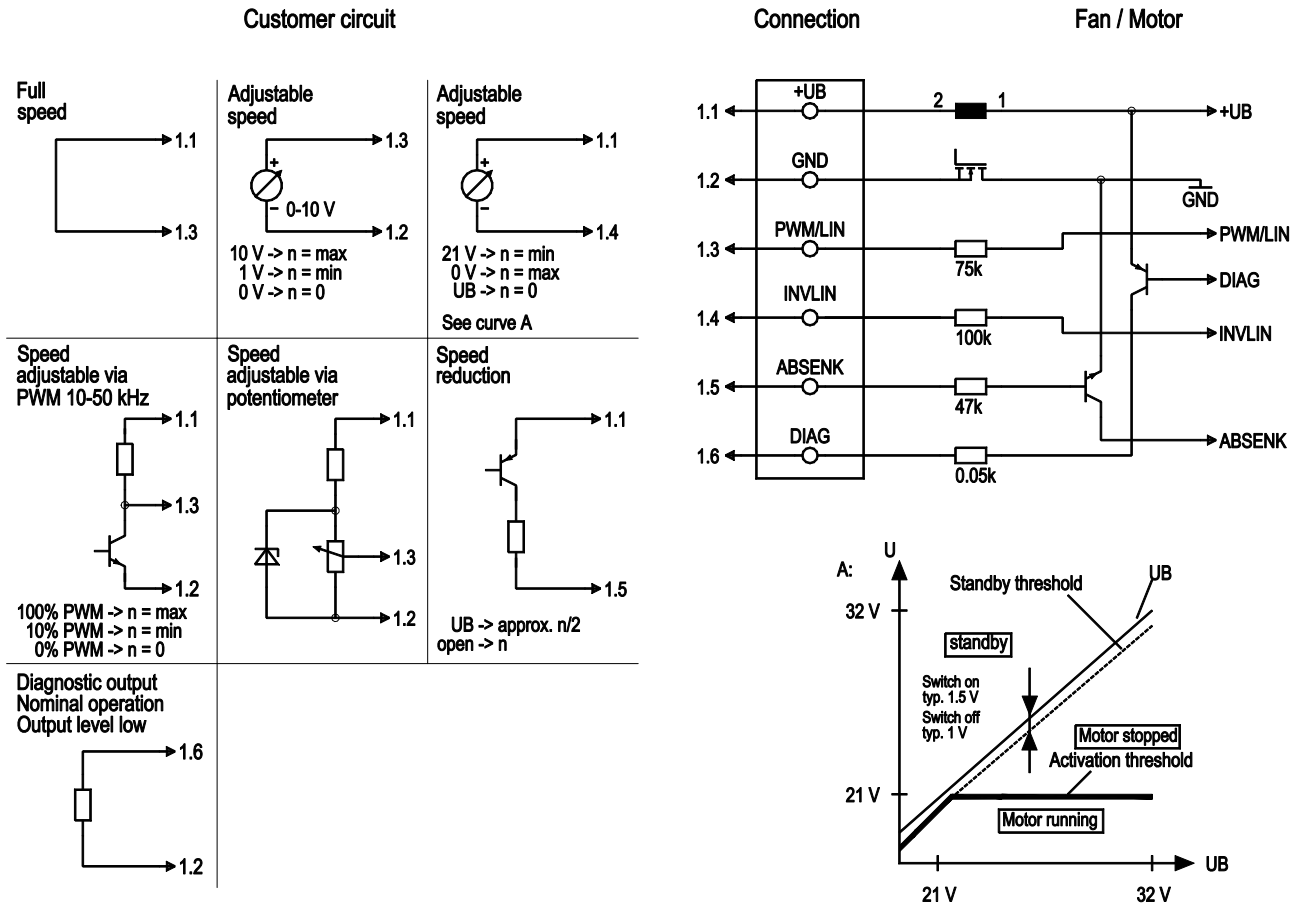 Customer circuit
Connection
Fan / Motor
Full
speed
1.1
1.3
Adjustable
speed
1.3
+
–
0-10 V
1.2
10 V -> n = max
1 V -> n = min
0 V -> n = 0
Adjustable
speed
1.1
+
–
1.4
21 V -> n = min
0 V -> n = max
UB -> n = 0
See curve A
Speed
adjustable via
PWM 10-50 kHz
1.1
1.3
1.2
100% PWM -> n = max
10% PWM -> n = min
0% PWM -> n = 0
Speed
adjustable via
potentiometer
1.1
1.3
1.2
Speed
reduction
1.1
1.5
UB -> approx. n/2
open -> n
Diagnostic output
Nominal operation
Output level low
1.6
1.2
+UB
1.1
2
1
+UB
GND
1.2
GND
PWM/LIN
1.3
75k
PWM/LIN
DIAG
INVLIN
1.4
100k
INVLIN
ABSENK
1.5
47k
ABSENK
DIAG
1.6
0.05k
A:
U
32 V
Standby threshold
UB
standby
Switch on
typ. 1.5 V
Switch off
typ. 1 V
Motor stopped
Activation threshold
21 V
Motor running
UB
21 V
32 V